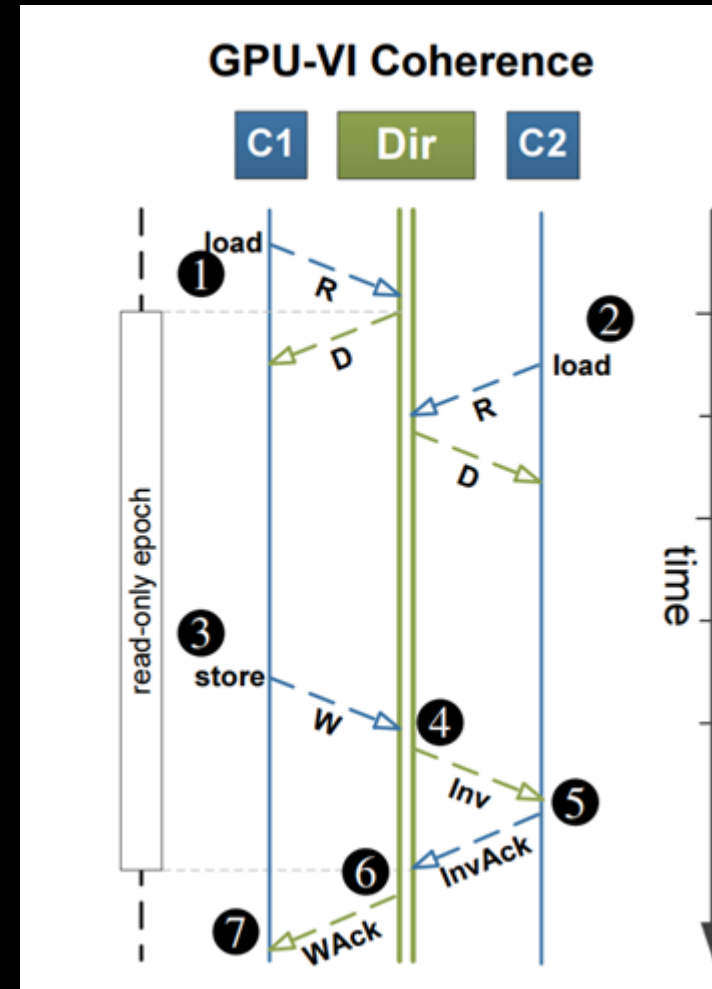 GPU-VI Coherence
C1 Dir C2
load
1
R
2
D
load
R
D
read-only epoch
time
3
store
W
4
Inv
5
InvAck
6
7
WAck